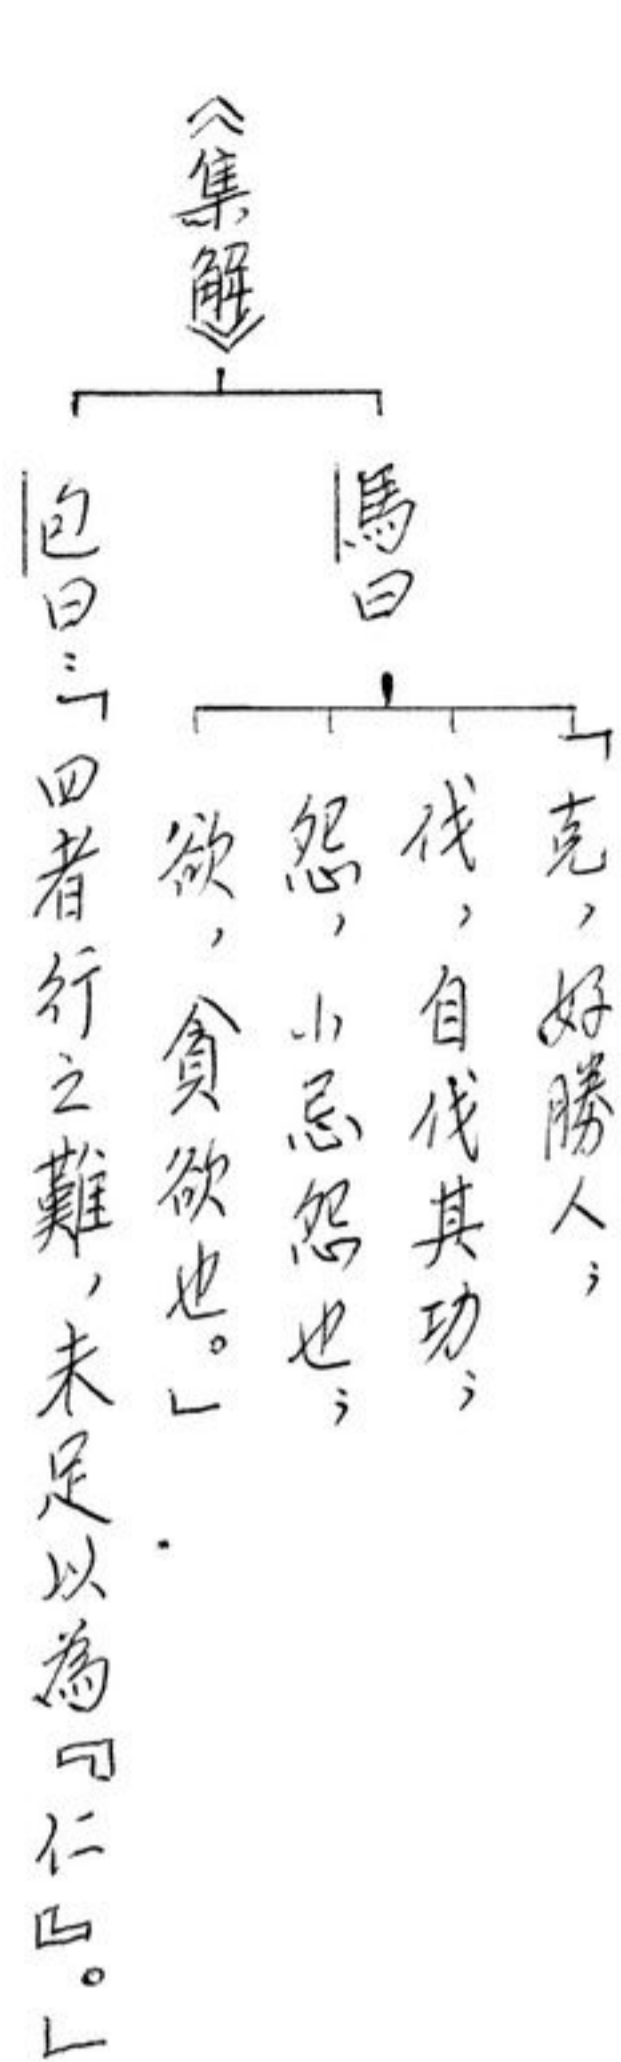 《集解》
馬曰
「克，好勝人；
伐，自伐其功；
怨，小忌怨也；
欲，貪欲也。」
包曰：「四者行之難，未足以為『仁』。」